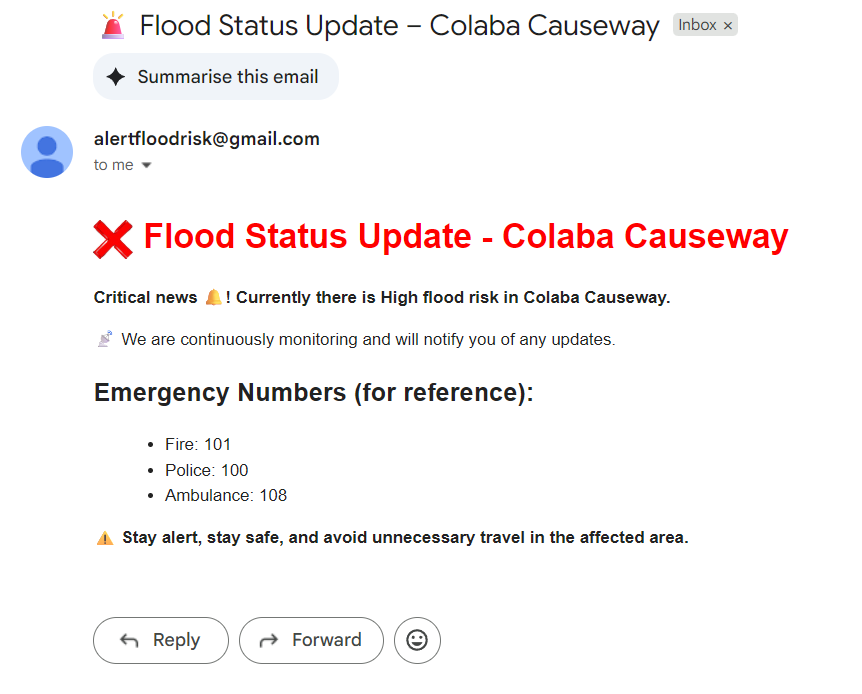 🚨 Flood Status Update – Colaba Causeway Inbox ×
Summarise this email
alertfloodrisk@gmail.com
to me
❌ Flood Status Update - Colaba Causeway
Critical news 🔔 ! Currently there is High flood risk in Colaba Causeway.
📡 We are continuously monitoring and will notify you of any updates.
Emergency Numbers (for reference):
• Fire: 101
• Police: 100
• Ambulance: 108
⚠️ Stay alert, stay safe, and avoid unnecessary travel in the affected area.
Reply Forward